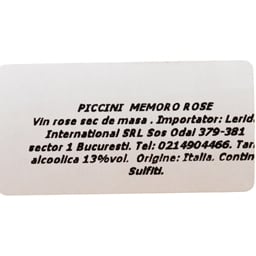 PICCINI MEMORO ROSE
Vin rose sec de masa . Importator: Lerid
International SRL Sos Odai 379-381
sector 1 Bucuresti. Tel: 0214904466. Tari
alcoolica 13%vol. Origine: Italia. Contin
Sulfiti.